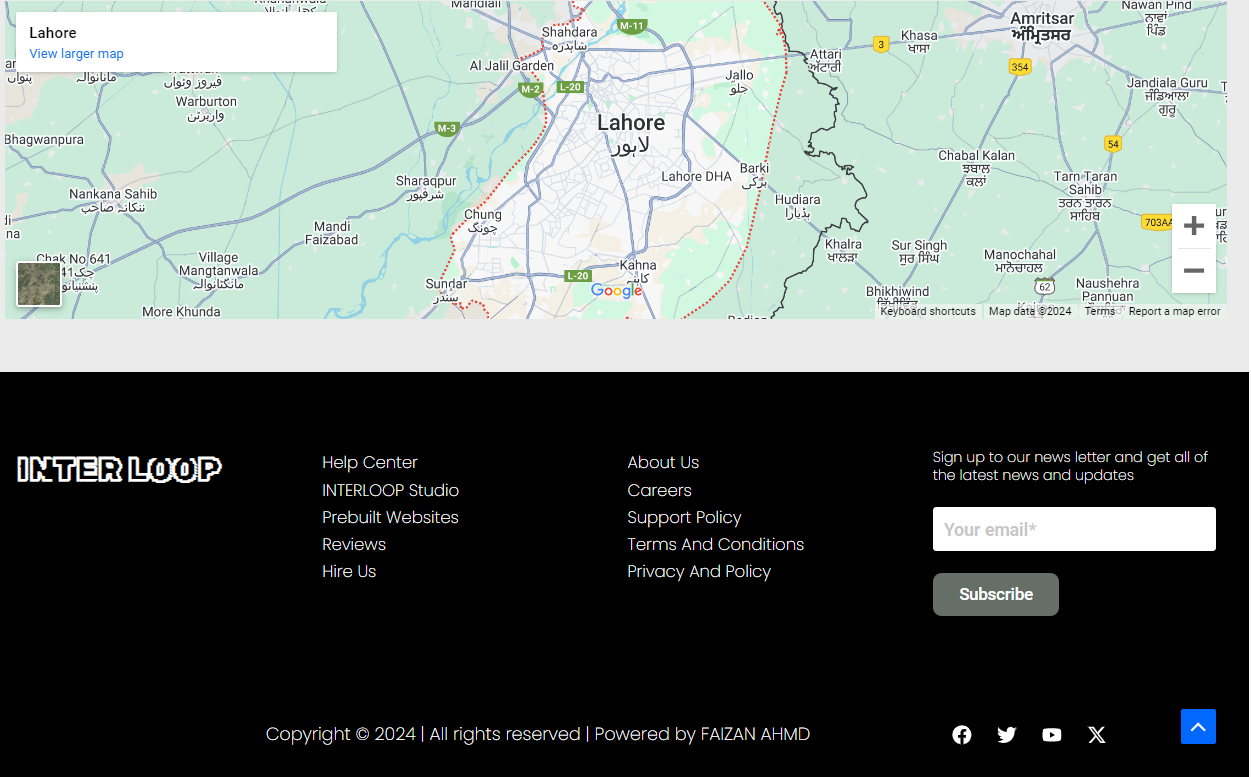 Mandiali
Nawan Pind
ਨਾਵਾਂ
ਪਿੰਡ
Lahore
View larger map
M-11
Shahdara
شاہدرہ
Amritsar
ਅੰਮ੍ਰਿਤਸਰ
3
Khasa
ਖਾਸਾ
Attari
ਅੱਟਾਰੀ
354
Al Jalil Garden
فیروز وٹواں
Warburton
واربرٹن
M-2
L-20
Jallo
جلو
Jandiala Guru
ਜੰਡਿਆਲਾ
ਗੁਰੂ
Lahore
لاہور
M-3
Bhagwanpura
54
Chabal Kalan
ਝਬਾਲ
ਕਲਾਂ
Sharaqpur
شرقپور
Lahore DHA
Barki
برکی
Tarn Taran
Sahib
ਤਰਨ ਤਾਰਨ
ਸਾਹਿਬ
Nankana Sahib
ننکانہ صاحب
Hudiara
ہڈیارا
Chung
چوہنگ
703AA
Mandi
Faizabad
Khalra
ਖਾਲੜਾ
Sur Singh
ਸੁਰ ਸਿੰਘ
Manochahal
ਮਾਨੋਚਾਹਲ
Chak No 641
Village
Mangtanwala
مانگٹانوالہ
Kahna
L-20
Google
Sundar
سندر
62
Naushehra
Pannuan
Bhikhiwind
More Khunda
Keyboard shortcuts
Map data ©2024
Terms
Report a map error
INTER LOOP
Help Center
INTERLOOP Studio
Prebuilt Websites
Reviews
Hire Us
About Us
Careers
Support Policy
Terms And Conditions
Privacy And Policy
Sign up to our news letter and get all of
the latest news and updates
Your email*
Subscribe
Copyright © 2024 | All rights reserved | Powered by FAIZAN AHMD